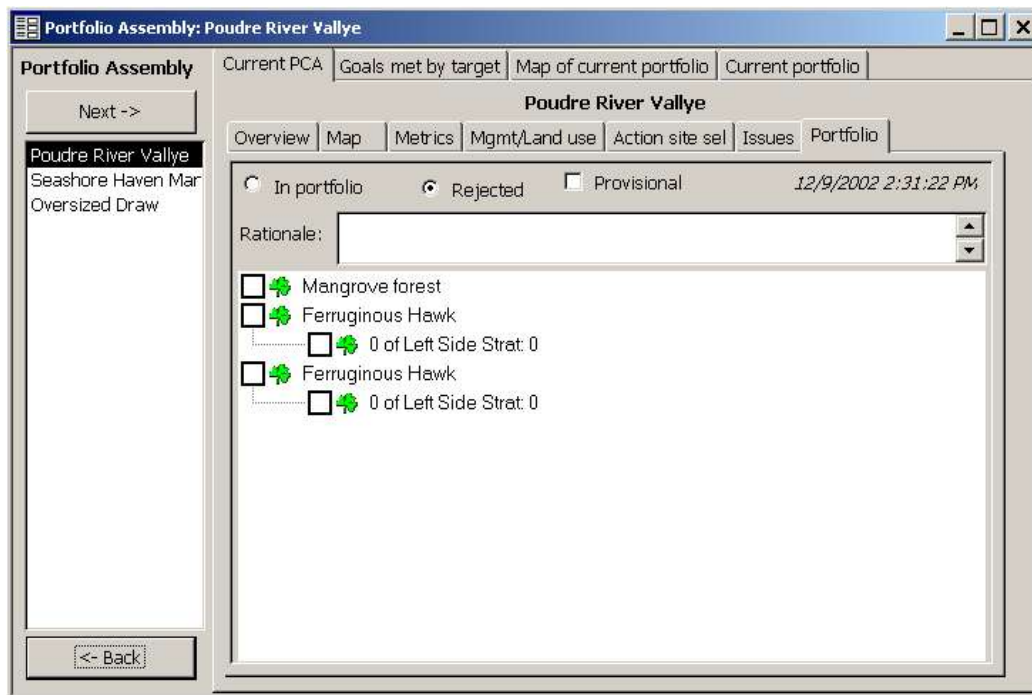 Portfolio Assembly: Poudre River Vallye
Portfolio Assembly
Next ->
Poudre River Vallye
Seashore Haven Mar
Oversized Draw
<- Back
Current PCA Goals met by target Map of current portfolio Current portfolio
Poudre River Vallye
Overview Map Metrics Mgmt/Land use Action site sel Issues Portfolio
In portfolio Rejected Provisional 12/9/2002 2:31:22 PM
Rationale:
Mangrove forest
Ferruginous Hawk
0 of Left Side Strat: 0
Ferruginous Hawk
0 of Left Side Strat: 0